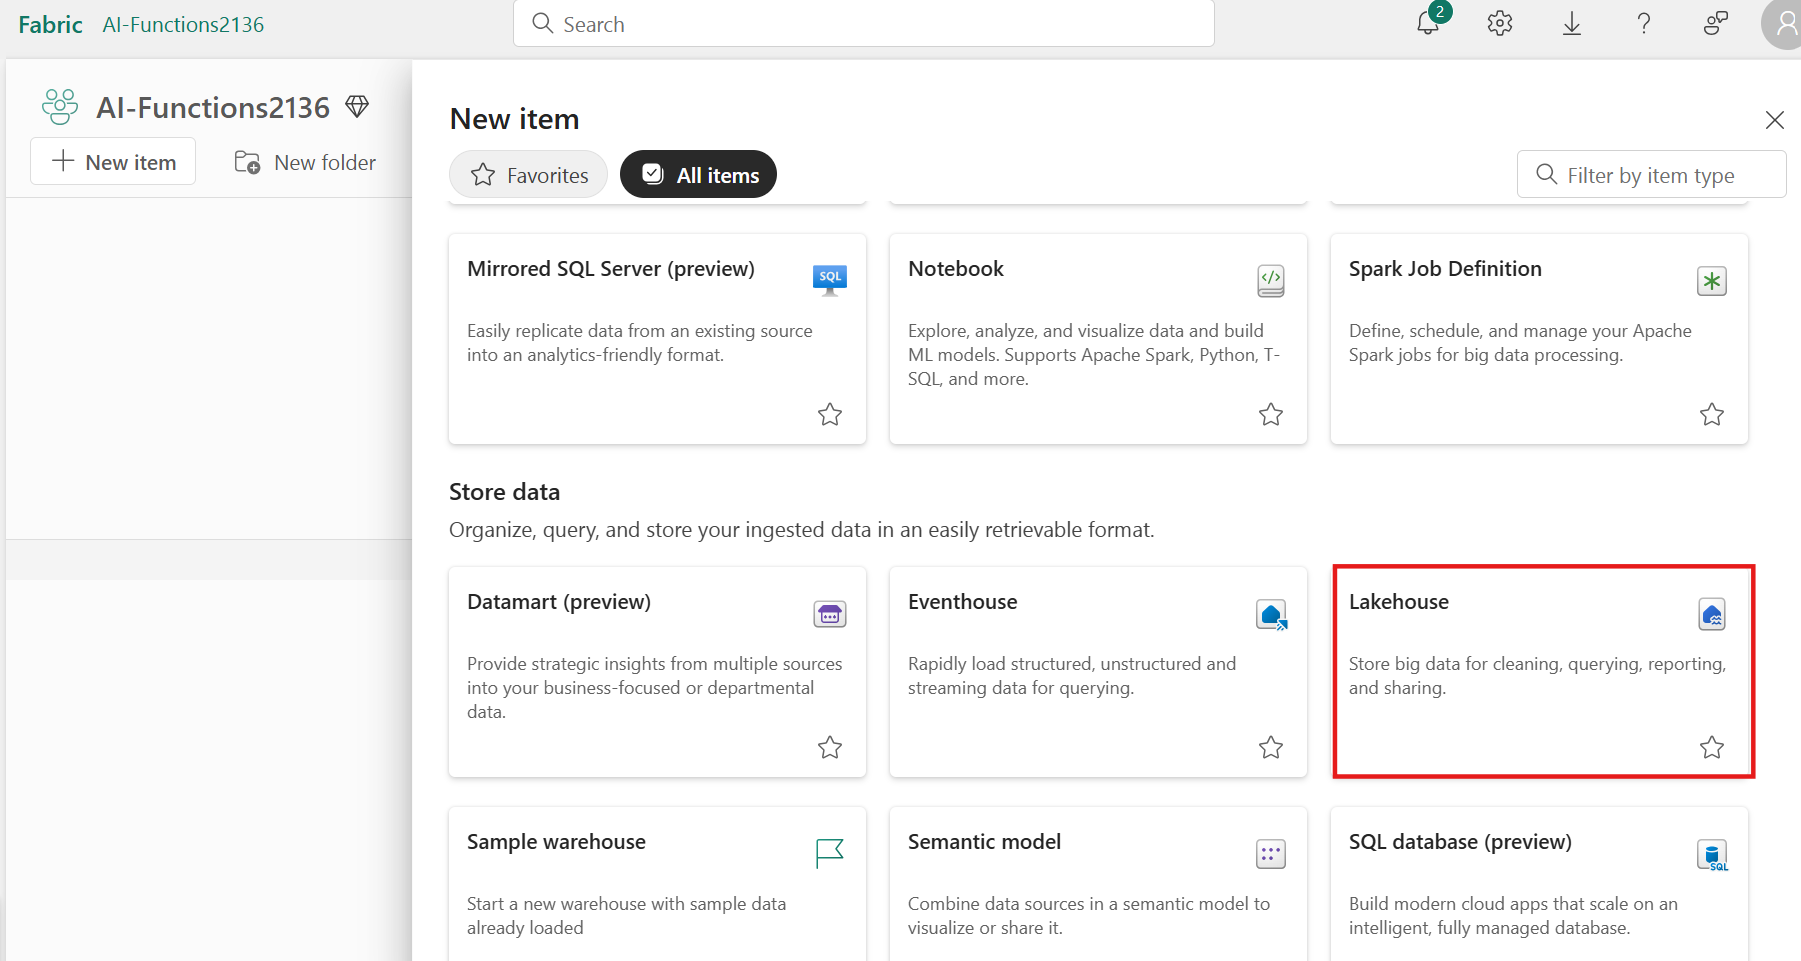 Fabric AI-Functions2136
Search
2
AI-Functions2136
New item
New folder
New item
Favorites
All items
Filter by item type
Mirrored SQL Server (preview)
SQL
Easily replicate data from an existing source
into an analytics-friendly format.
Notebook
Explore, analyze, and visualize data and build
ML models. Supports Apache Spark, Python, T-
SQL, and more.
Spark Job Definition
Define, schedule, and manage your Apache
Spark jobs for big data processing.
Store data
Organize, query, and store your ingested data in an easily retrievable format.
Datamart (preview)
Provide strategic insights from multiple sources
into your business-focused or departmental
data.
Eventhouse
Rapidly load structured, unstructured and
streaming data for querying.
Lakehouse
Store big data for cleaning, querying, reporting,
and sharing.
Sample warehouse
Start a new warehouse with sample data
already loaded
Semantic model
Combine data sources in a semantic model to
visualize or share it.
SQL database (preview)
SQL
Build modern cloud apps that scale on an
intelligent, fully managed database.